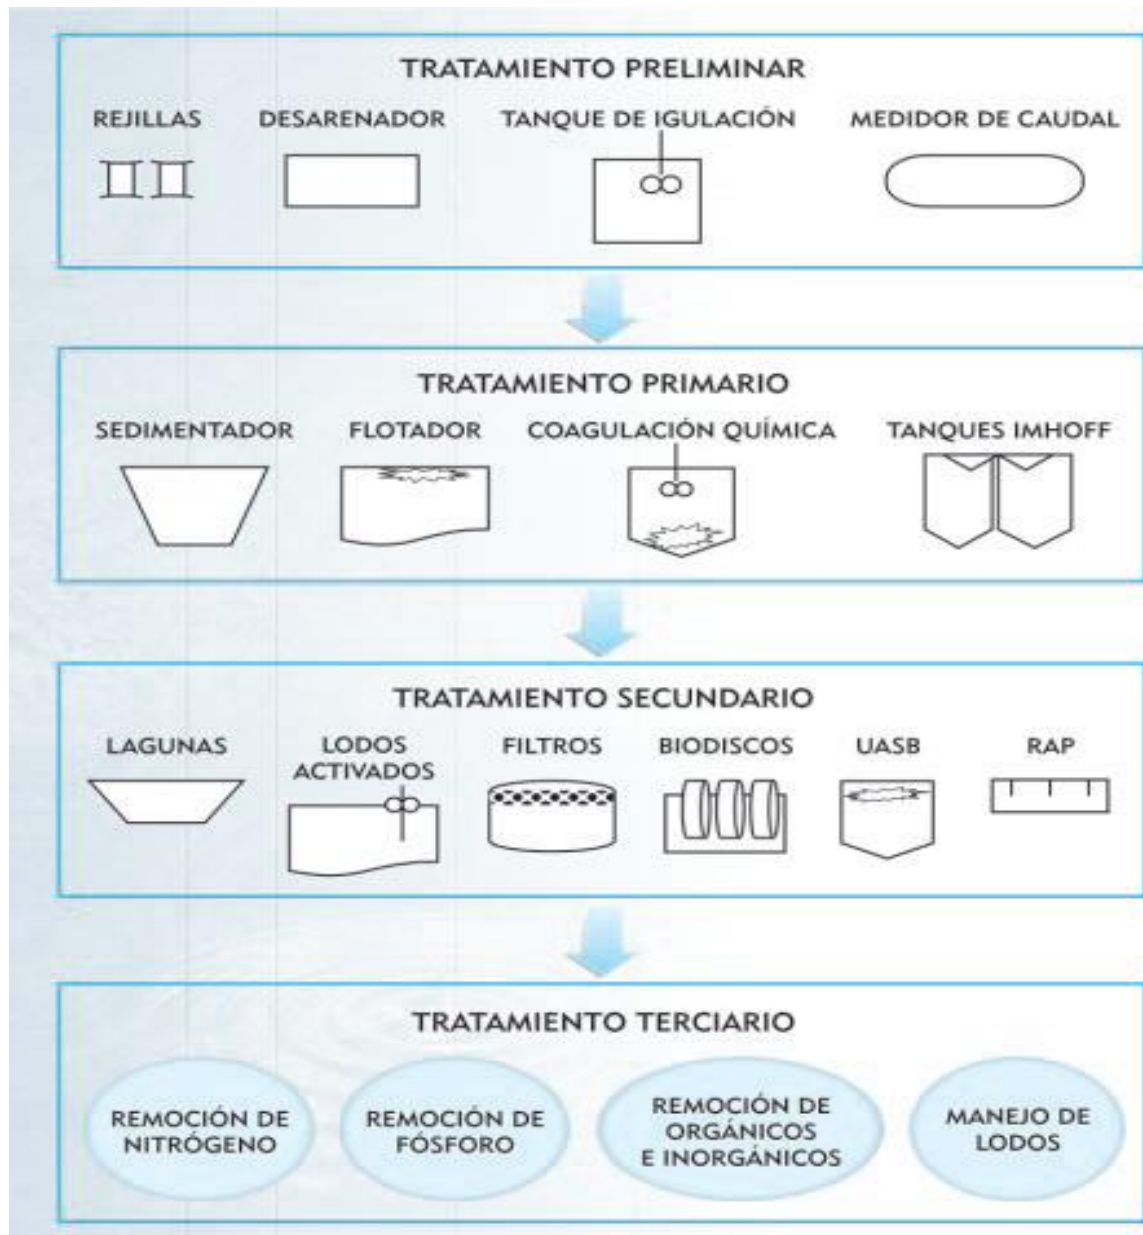 TRATAMIENTO PRELIMINAR
REJILLAS
DESARENADOR
TANQUE DE IGULACIÓN
MEDIDOR DE CAUDAL
TRATAMIENTO PRIMARIO
SEDIMENTADOR
FLOTADOR
COAGULACIÓN QUÍMICA
TANQUES IMHOFF
TRATAMIENTO SECUNDARIO
LAGUNAS
LODOS
ACTIVADOS
FILTROS
BIODISCOS
UASB
RAP
TRATAMIENTO TERCIARIO
REMOCIÓN DE
NITRÓGENO
REMOCIÓN DE
FÓSFORO
REMOCIÓN DE
ORGÁNICOS
E INORGÁNICOS
MANEJO DE
LODOS